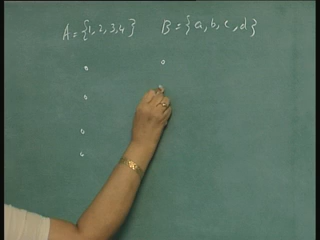 A = {1, 2, 3, 4} B = {a, b, c, d}